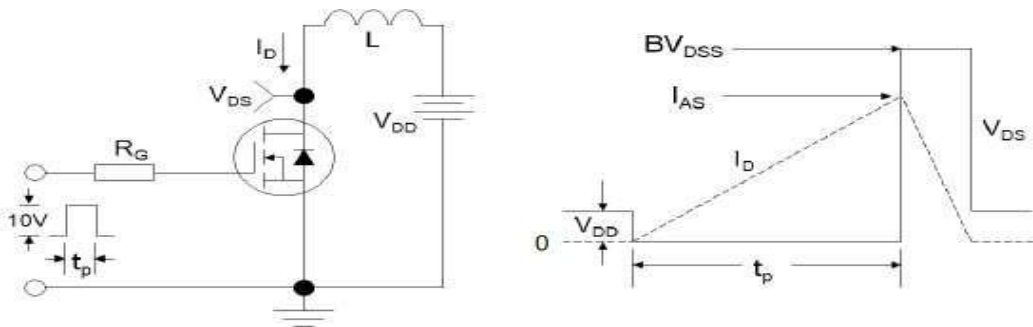 L
I_D
V_DS
V_DD
R_G
10V
t_p
BV_DSS
I_AS
V_DS
I_D
V_DD
0
t_p